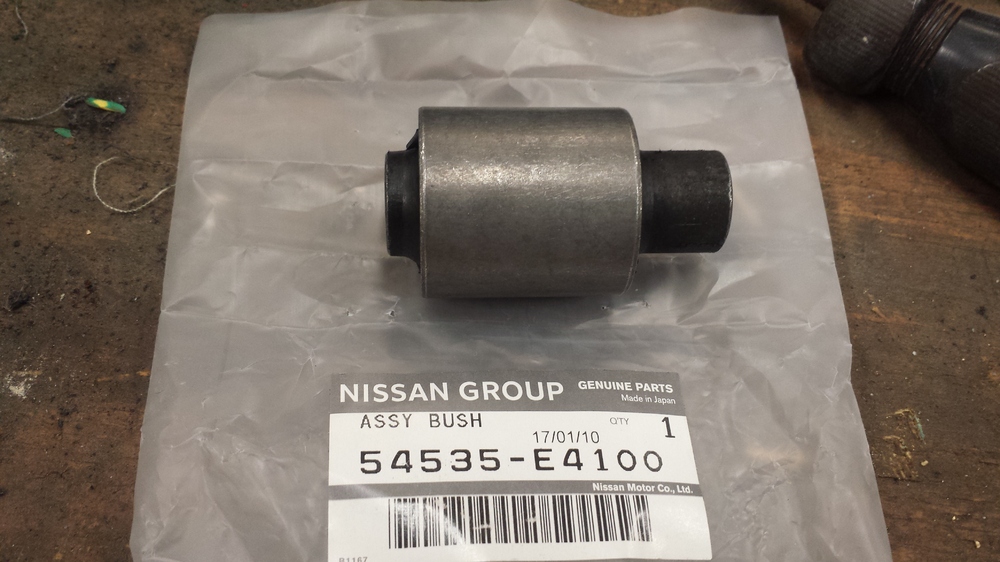 NISSAN GROUP GENUINE PARTS
Made in Japan
ASSY BUSH QTY 1
17/01/10
54535-E4100
Nissan Motor Co., Ltd.
B1167